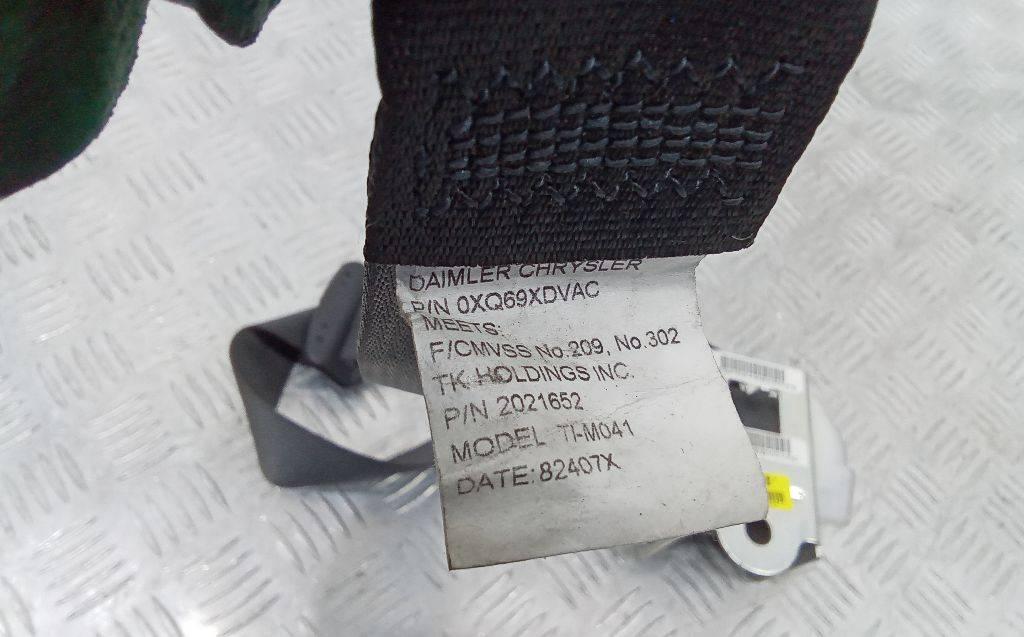 DAIMLER CHRYSLER
P/N 0XQ69XDVAC
MEETS:
F/CMVSS No.209, No.302
TK HOLDINGS INC.
P/N 2021652
MODEL TI-M041
DATE:82407X